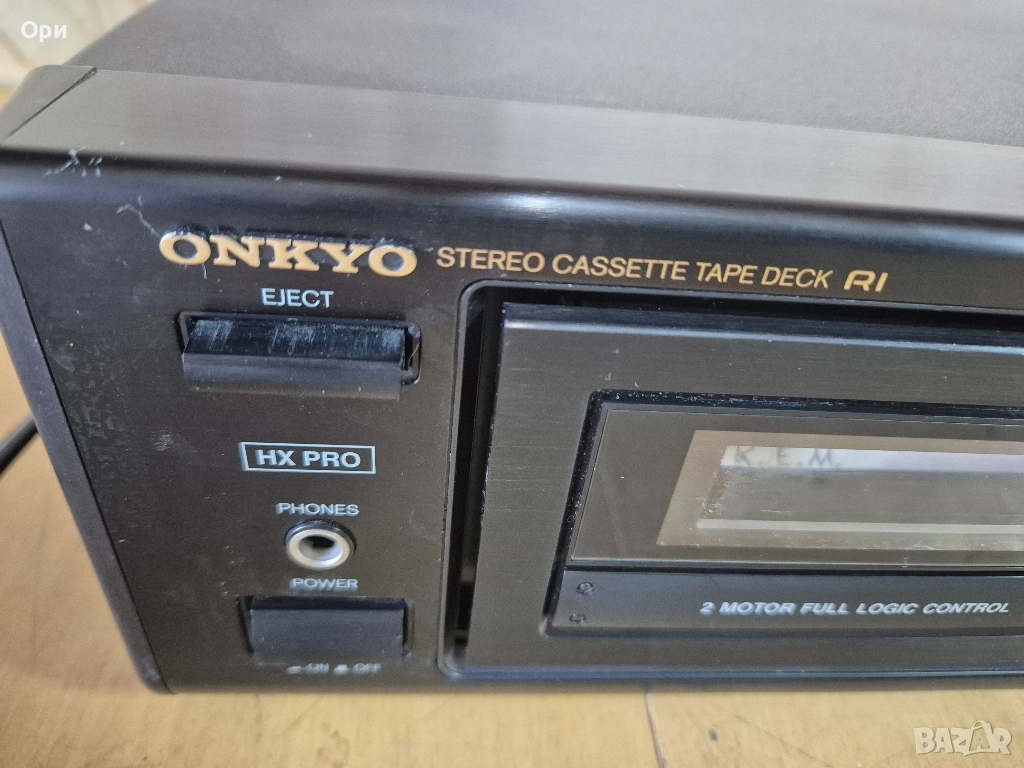 Ори
ONKYO STEREO CASSETTE TAPE DECK RI
EJECT
HX PRO
PHONES
POWER
ON OFF
R.E.M.
2 MOTOR FULL LOGIC CONTROL
BAZAR